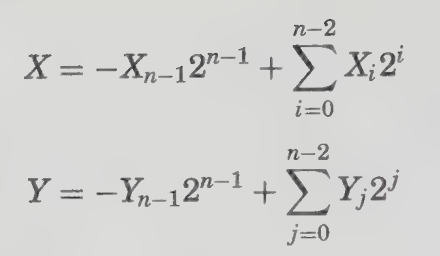 X = −X_{n−1}2^{n−1} + \sum_{i=0}^{n−2} X_i 2^i
Y = −Y_{n−1}2^{n−1} + \sum_{j=0}^{n−2} Y_j 2^j